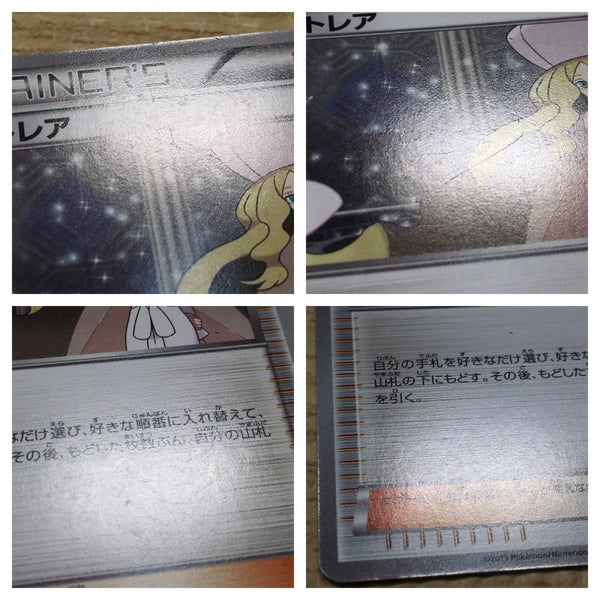 AINER'S
トレア
トレア
なだけ選び、好きな順番に入れ替えて、
その後、もどした枚数ぶん、自分の山札
自分の手札を好きなだけ選び、好き
山札の下にもどす。その後、もどした
を引く。
©2013 Pokémon/Nintendo